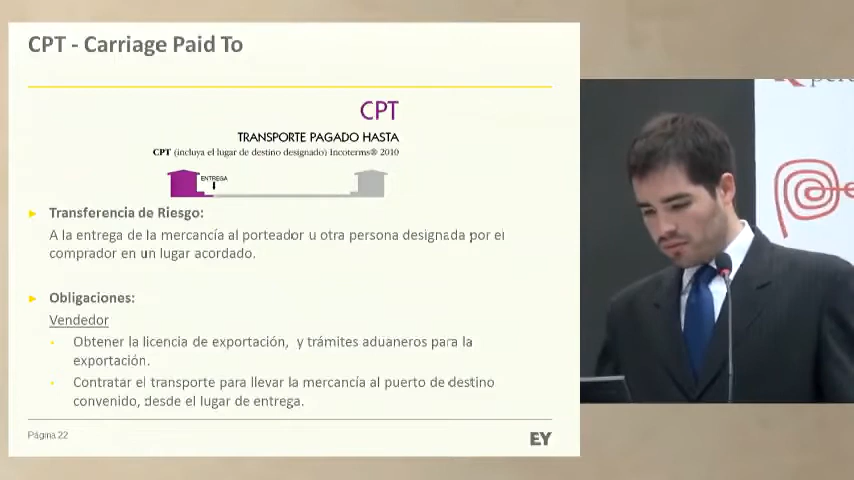 CPT - Carriage Paid To
CPT
TRANSPORTE PAGADO HASTA
CPT (incluya el lugar de destino designado) Incoterms® 2010
ENTREGA
Transferencia de Riesgo:
A la entrega de la mercancía al porteador u otra persona designada por el
comprador en un lugar acordado.
Obligaciones:
Vendedor
Obtener la licencia de exportación, y trámites aduaneros para la
exportación.
Contratar el transporte para llevar la mercancía al puerto de destino
convenido, desde el lugar de entrega.
Página 22
EY